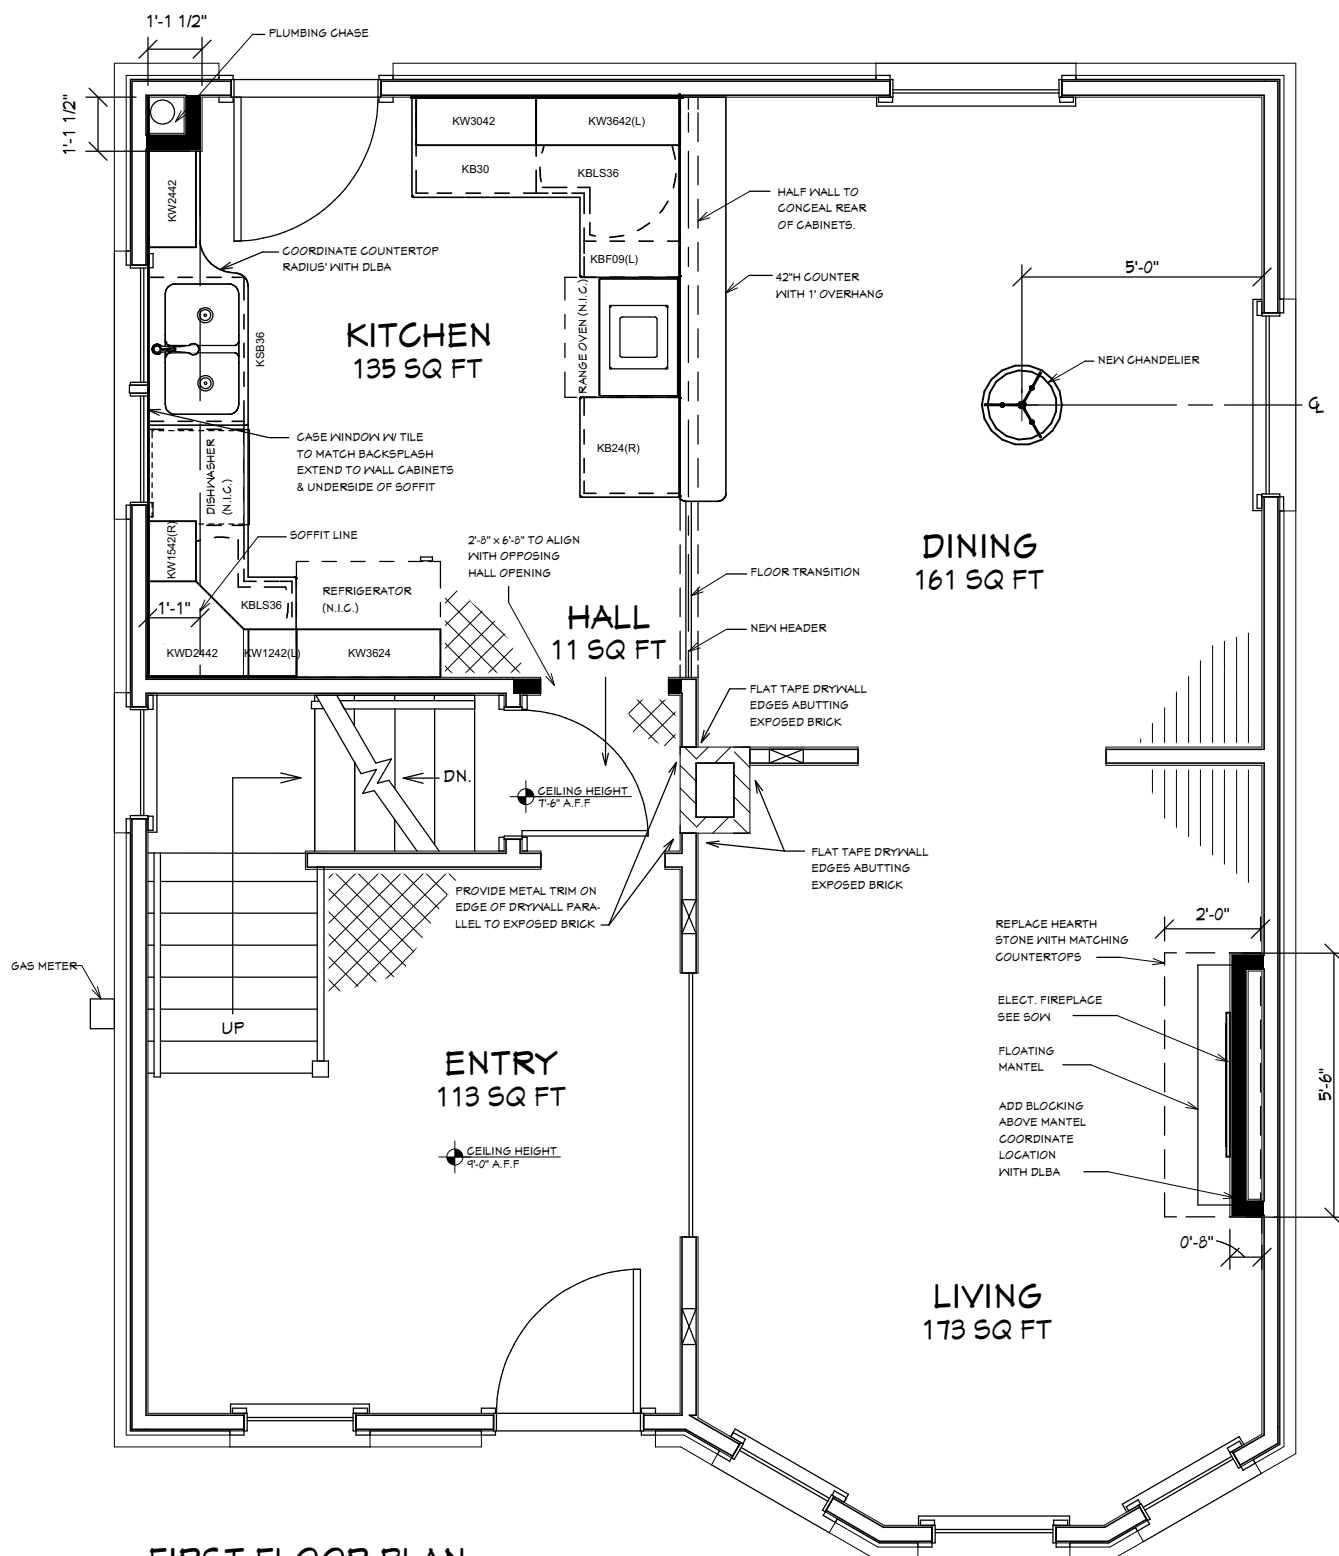 1'-1 1/2"
PLUMBING CHASE
1'-1 1/2"
KW3042
KW3642(L)
KB30
KBLS36
KW2442
HALF WALL TO
CONCEAL REAR
OF CABINETS.
COORDINATE COUNTERTOP
RADIUS' WITH DLBA
KBF09(L)
42"H COUNTER
WITH 1' OVERHANG
5'-0"
KITCHEN
135 SQ FT
RANGE OVEN (N.I.C.)
KSB36
NEW CHANDELIER
CL
CASE WINDOW W/ TILE
TO MATCH BACKSPLASH
EXTEND TO WALL CABINETS
& UNDERSIDE OF SOFFIT
KB24(R)
DISHWASHER
(N.I.C.)
SOFFIT LINE
KW1542(R)
2'-8" x 6'-8" TO ALIGN
WITH OPPOSING
HALL OPENING
DINING
161 SQ FT
FLOOR TRANSITION
REFRIGERATOR
(N.I.C.)
KBLS36
1'-1"
HALL
11 SQ FT
NEW HEADER
KWD2442
KW1242(L)
KW3624
FLAT TAPE DRYWALL
EDGES ABUTTING
EXPOSED BRICK
DN.
CEILING HEIGHT
7'-6" A.F.F
FLAT TAPE DRYWALL
EDGES ABUTTING
EXPOSED BRICK
PROVIDE METAL TRIM ON
EDGE OF DRYWALL PARA-
LLEL TO EXPOSED BRICK
2'-0"
REPLACE HEARTH
STONE WITH MATCHING
COUNTERTOPS
GAS METER
UP
ELECT. FIREPLACE
SEE SOW
FLOATING
MANTEL
ENTRY
113 SQ FT
5'-6"
ADD BLOCKING
ABOVE MANTEL
COORDINATE
LOCATION
WITH DLBA
CEILING HEIGHT
9'-0" A.F.F
0'-8"
LIVING
173 SQ FT
FIRST FLOOR PLAN